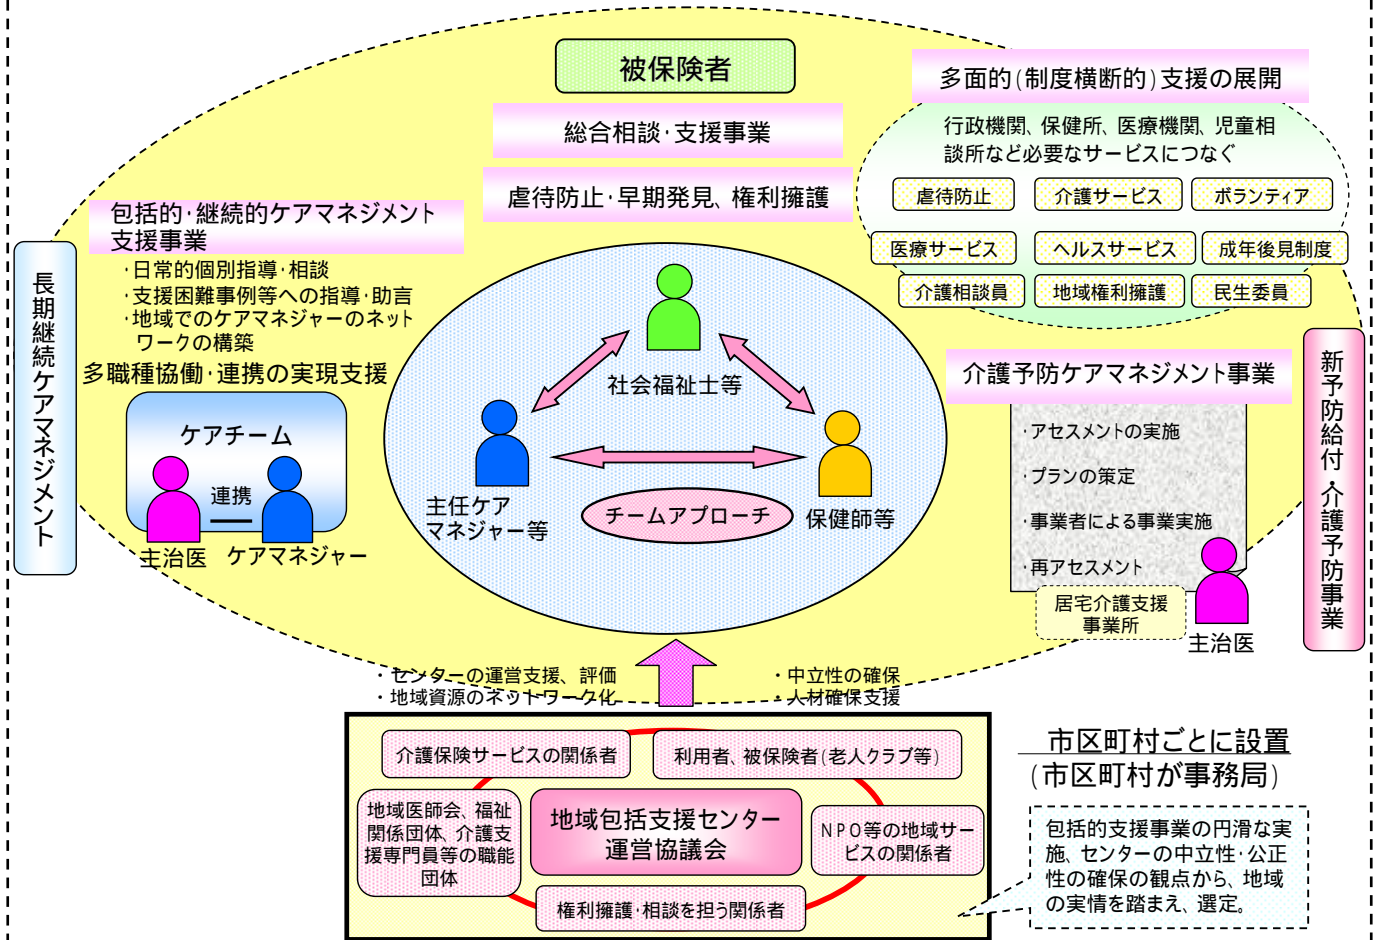 被保険者
総合相談・支援事業
虐待防止・早期発見、権利擁護
多面的(制度横断的)支援の展開
行政機関、保健所、医療機関、児童相
談所など必要なサービスにつなぐ
虐待防止
介護サービス
ボランティア
医療サービス
ヘルスサービス
成年後見制度
介護相談員
地域権利擁護
民生委員
包括的・継続的ケアマネジメント
支援事業
・日常的個別指導・相談
・支援困難事例等への指導・助言
・地域でのケアマネジャーのネット
ワークの構築
多職種協働・連携の実現支援
ケアチーム
連携
主治医
ケアマネジャー
長期継続ケアマネジメント
社会福祉士等
主任ケア
マネジャー等
チームアプローチ
保健師等
介護予防ケアマネジメント事業
・アセスメントの実施
・プランの策定
・事業者による事業実施
・再アセスメント
居宅介護支援
事業所
主治医
新予防給付・介護予防事業
・センターの運営支援、評価
・地域資源のネットワーク化
・中立性の確保
・人材確保支援
介護保険サービスの関係者
利用者、被保険者(老人クラブ等)
地域医師会、福祉
関係団体、介護支
援専門員等の職能
団体
地域包括支援センター
運営協議会
NPO等の地域サー
ビスの関係者
権利擁護・相談を担う関係者
市区町村ごとに設置
(市区町村が事務局)
包括的支援事業の円滑な実
施、センターの中立性・公正
性の確保の観点から、地域
の実情を踏まえ、選定。